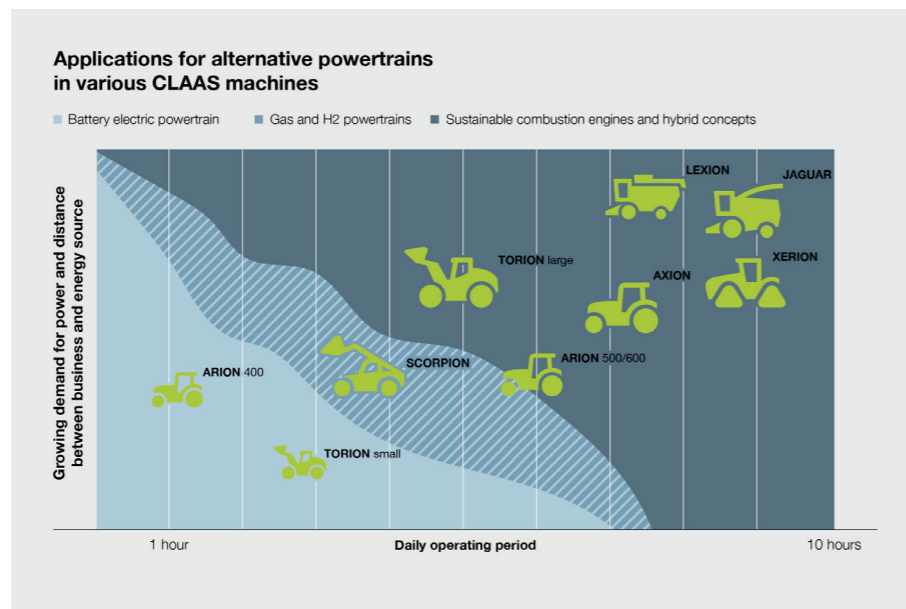 Applications for alternative powertrains
in various CLAAS machines
Battery electric powertrain
Gas and H2 powertrains
Sustainable combustion engines and hybrid concepts
Growing demand for power and distance
between business and energy source
LEXION
JAGUAR
TORION large
XERION
AXION
ARION 400
SCORPION
ARION 500/600
TORION small
1 hour
Daily operating period
10 hours